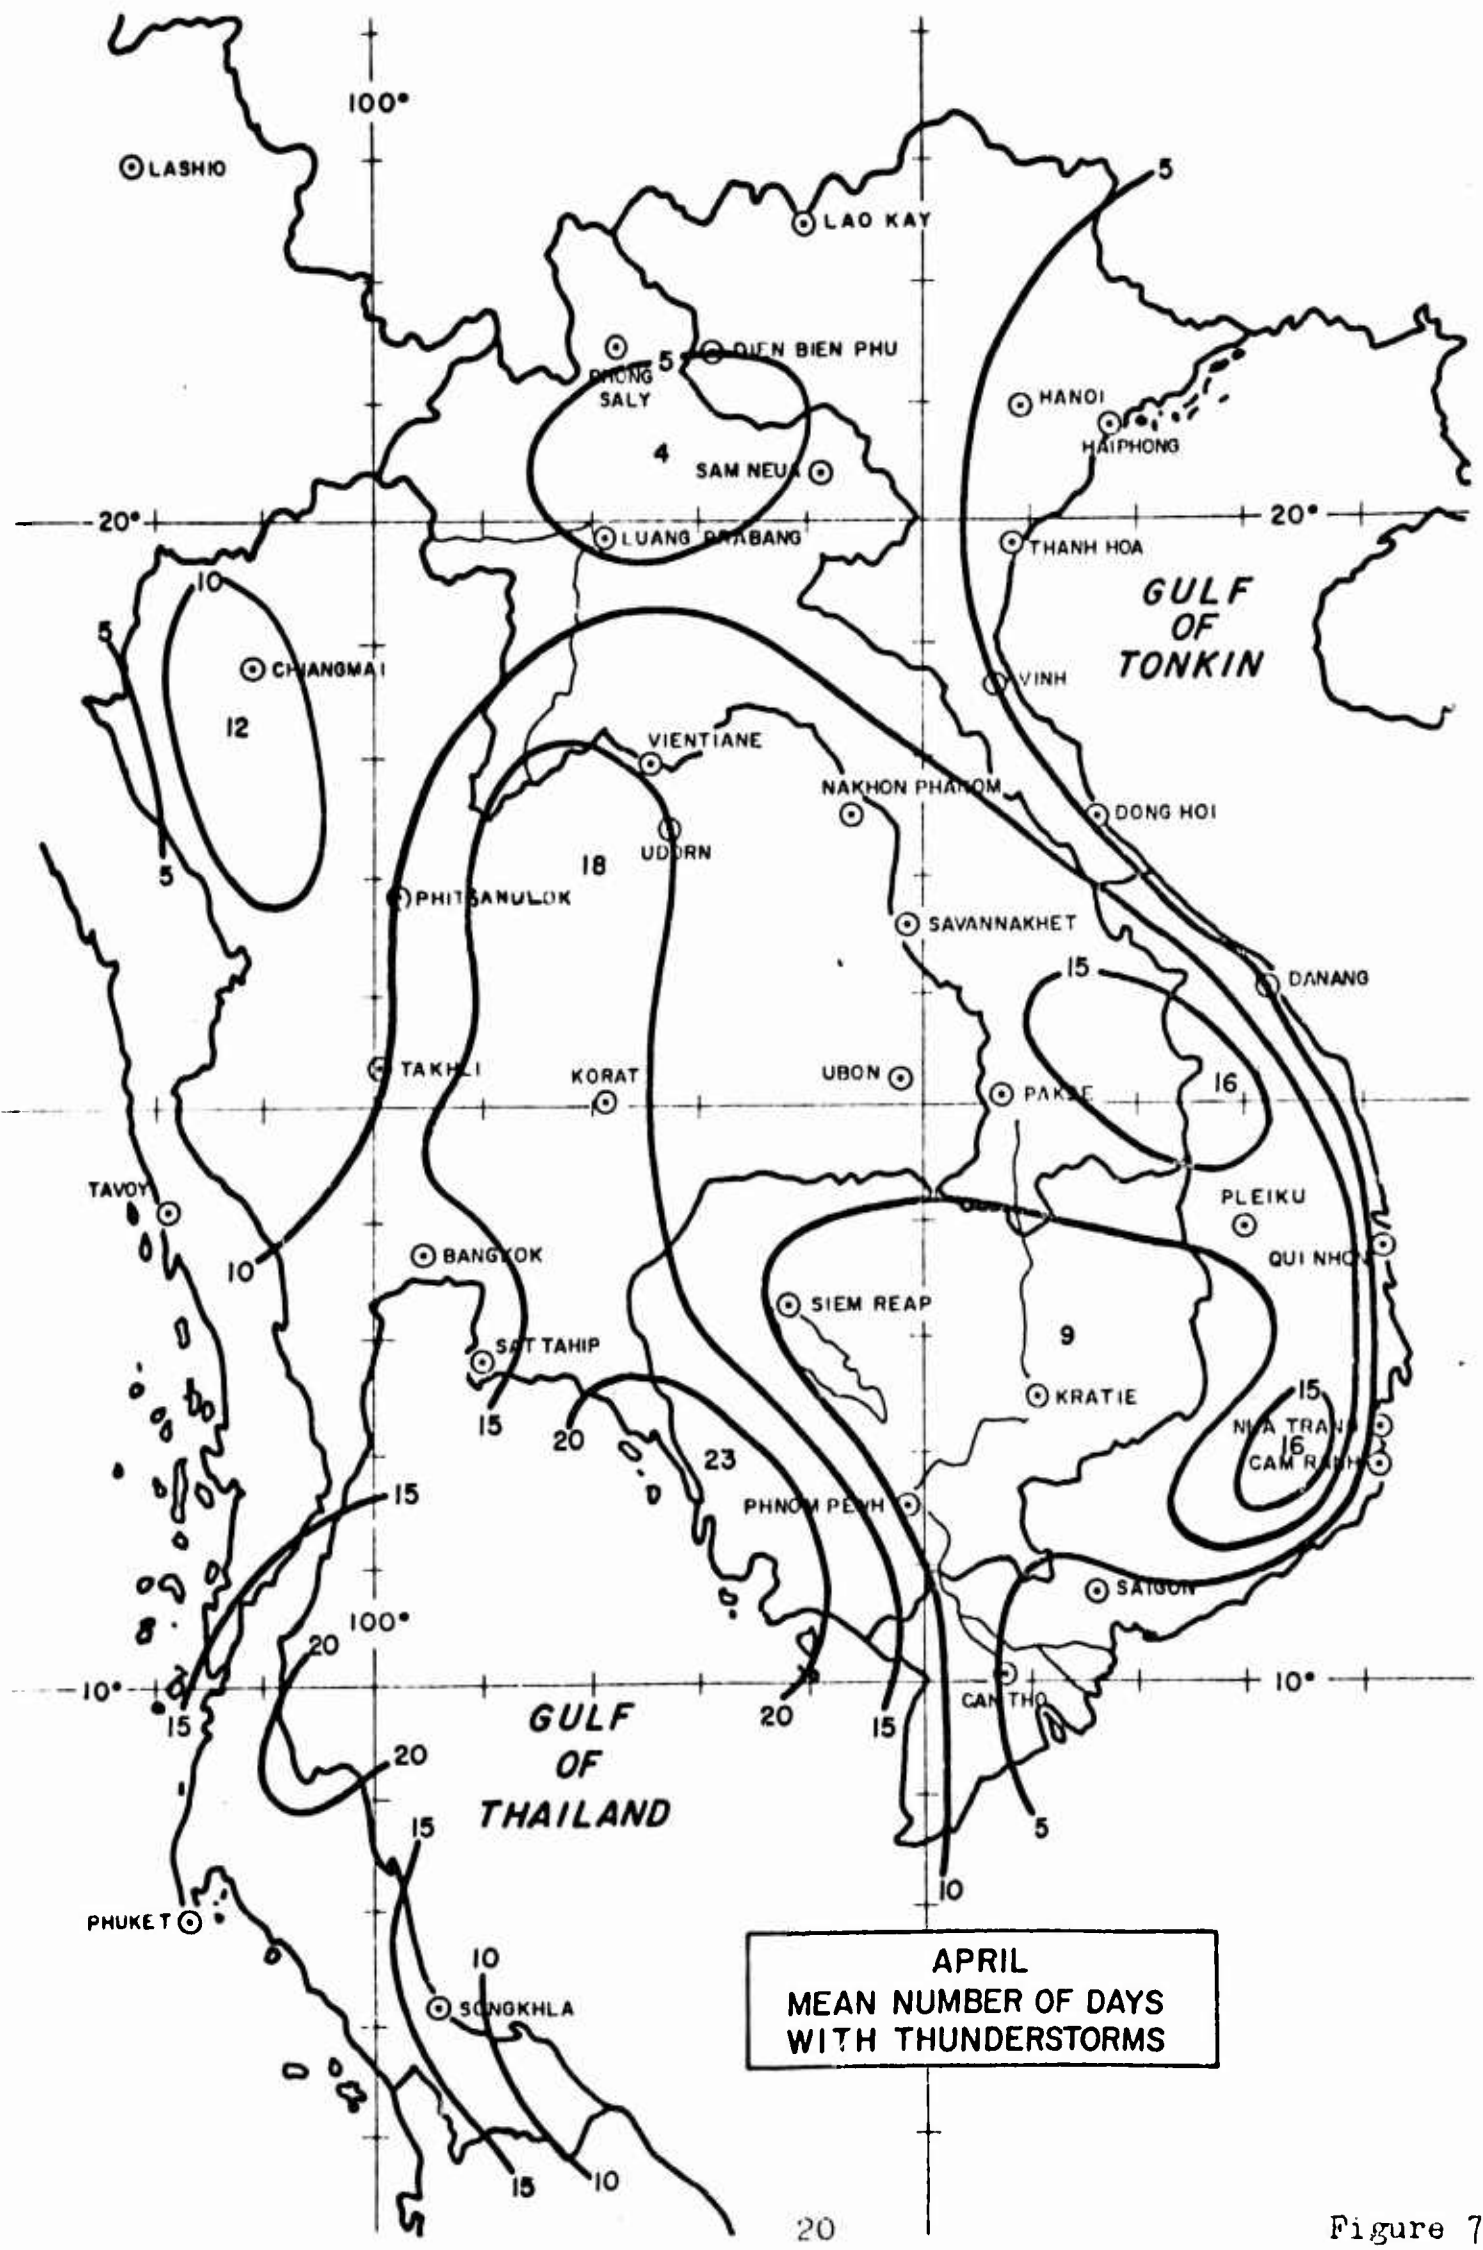 100°
LASHIO
5
LAO KAY
5
DIEN BIEN PHU
PHONG
SALY
HANOI
HAIPHONG
4
SAM NEUA
20°
20°
LUANG PRABANG
THANH HOA
GULF
OF
TONKIN
10
5
CHIANGMAI
VINH
12
VIENTIANE
NAKHON PHANOM
DONG HOI
18
UDORN
5
PHITSANULOK
SAVANNAKHET
15
DANANG
TAKHLI
KORAT
UBON
PAKSE
16
TAVOY
PLEIKU
BANGKOK
QUI NHON
10
SIEM REAP
9
SAT TAHIP
KRATIE
15
15
20
NHA TRANG
16
CAM RANH
23
15
PHNOM PENH
SAIGON
100°
20
10°
10°
CAN THO
15
GULF
OF
THAILAND
20
15
20
15
5
10
PHUKET
10
SONGKHLA
APRIL
MEAN NUMBER OF DAYS
WITH THUNDERSTORMS
15
10
20
Figure 7